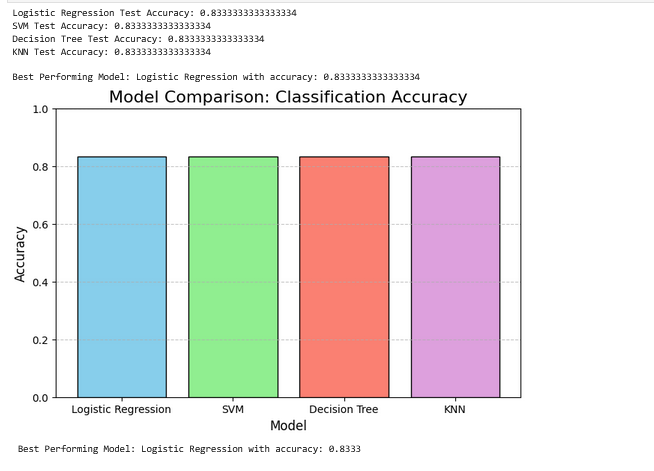 Logistic Regression Test Accuracy: 0.8333333333333334
SVM Test Accuracy: 0.8333333333333334
Decision Tree Test Accuracy: 0.8333333333333334
KNN Test Accuracy: 0.8333333333333334
Best Performing Model: Logistic Regression with accuracy: 0.8333333333333334
Model Comparison: Classification Accuracy
1.0
0.8
0.6
0.4
0.2
0.0
Accuracy
Logistic Regression SVM Decision Tree KNN
Model
Best Performing Model: Logistic Regression with accuracy: 0.8333